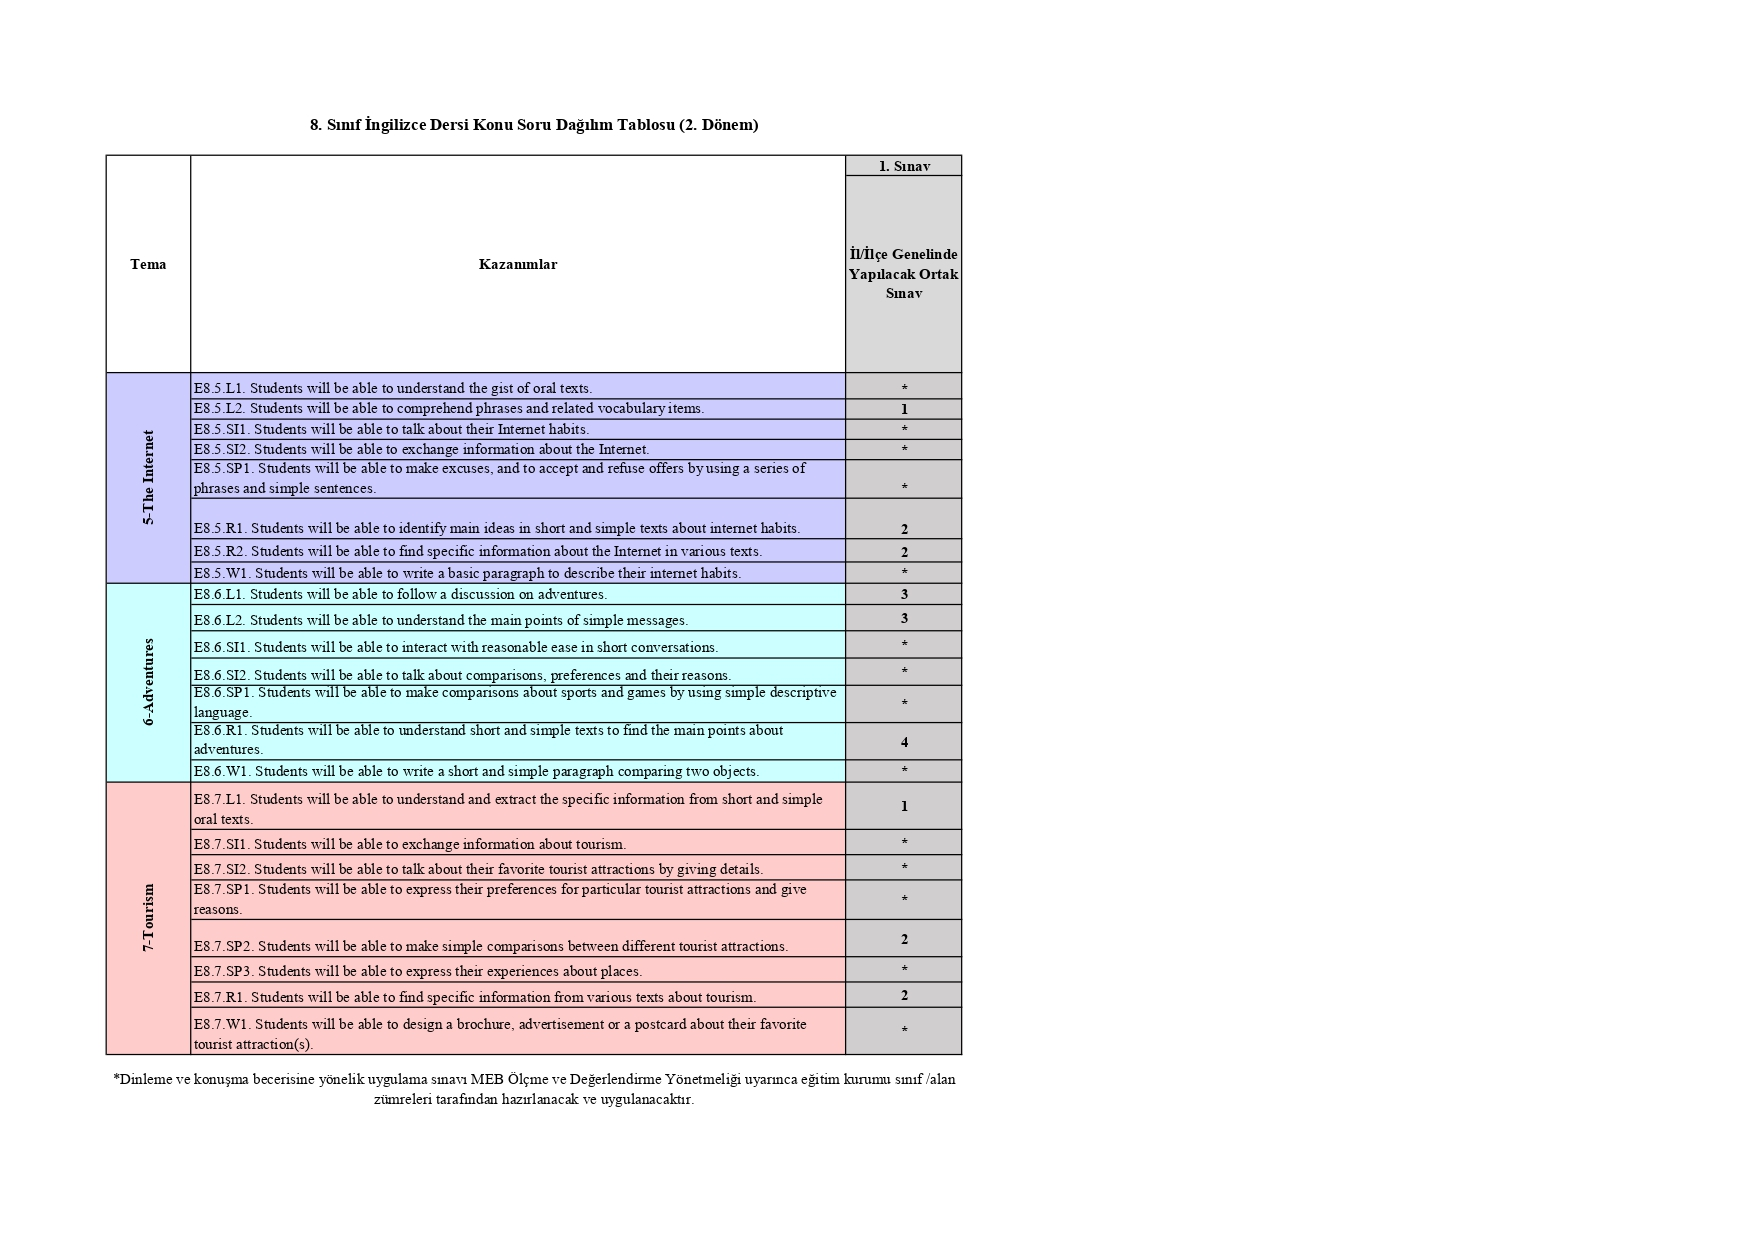 8. Sınıf İngilizce Dersi Konu Soru Dağılım Tablosu (2. Dönem)
Tema
Kazanımlar
1. Sınav
İl/İlçe Genelinde
Yapılacak Ortak
Sınav
5-The Internet
E8.5.L1. Students will be able to understand the gist of oral texts.
*
E8.5.L2. Students will be able to comprehend phrases and related vocabulary items.
1
E8.5.SI1. Students will be able to talk about their Internet habits.
*
E8.5.SI2. Students will be able to exchange information about the Internet.
*
E8.5.SP1. Students will be able to make excuses, and to accept and refuse offers by using a series of
phrases and simple sentences.
*
E8.5.R1. Students will be able to identify main ideas in short and simple texts about internet habits.
2
E8.5.R2. Students will be able to find specific information about the Internet in various texts.
2
E8.5.W1. Students will be able to write a basic paragraph to describe their internet habits.
*
6-Adventures
E8.6.L1. Students will be able to follow a discussion on adventures.
3
E8.6.L2. Students will be able to understand the main points of simple messages.
3
E8.6.SI1. Students will be able to interact with reasonable ease in short conversations.
*
E8.6.SI2. Students will be able to talk about comparisons, preferences and their reasons.
*
E8.6.SP1. Students will be able to make comparisons about sports and games by using simple descriptive
language.
*
E8.6.R1. Students will be able to understand short and simple texts to find the main points about
adventures.
4
E8.6.W1. Students will be able to write a short and simple paragraph comparing two objects.
*
7-Tourism
E8.7.L1. Students will be able to understand and extract the specific information from short and simple
oral texts.
1
E8.7.SI1. Students will be able to exchange information about tourism.
*
E8.7.SI2. Students will be able to talk about their favorite tourist attractions by giving details.
*
E8.7.SP1. Students will be able to express their preferences for particular tourist attractions and give
reasons.
*
E8.7.SP2. Students will be able to make simple comparisons between different tourist attractions.
2
E8.7.SP3. Students will be able to express their experiences about places.
*
E8.7.R1. Students will be able to find specific information from various texts about tourism.
2
E8.7.W1. Students will be able to design a brochure, advertisement or a postcard about their favorite
tourist attraction(s).
*
*Dinleme ve konuşma becerisine yönelik uygulama sınavı MEB Ölçme ve Değerlendirme Yönetmeliği uyarınca eğitim kurumu sınıf /alan
zümreleri tarafından hazırlanacak ve uygulanacaktır.